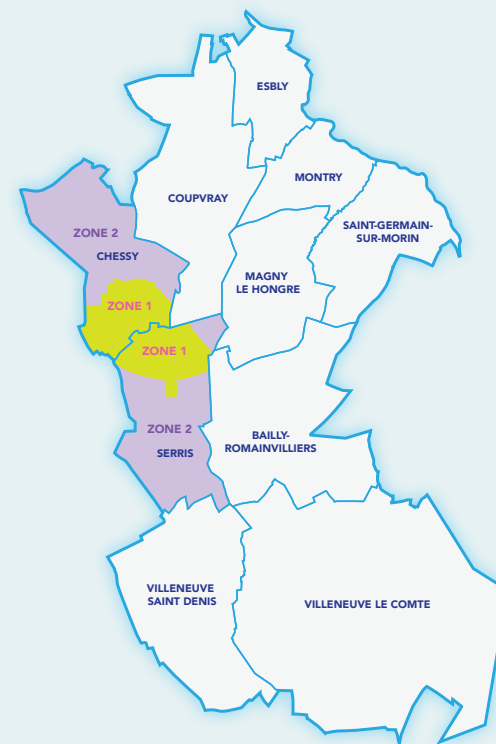 ESBLY
MONTRY
COUPVRAY
SAINT-GERMAIN-
SUR-MORIN
ZONE 2
CHESSY
MAGNY
LE HONGRE
ZONE 1
ZONE 1
ZONE 2
SERRIS
BAILLY-
ROMAINVILLIERS
VILLENEUVE
SAINT DENIS
VILLENEUVE LE COMTE